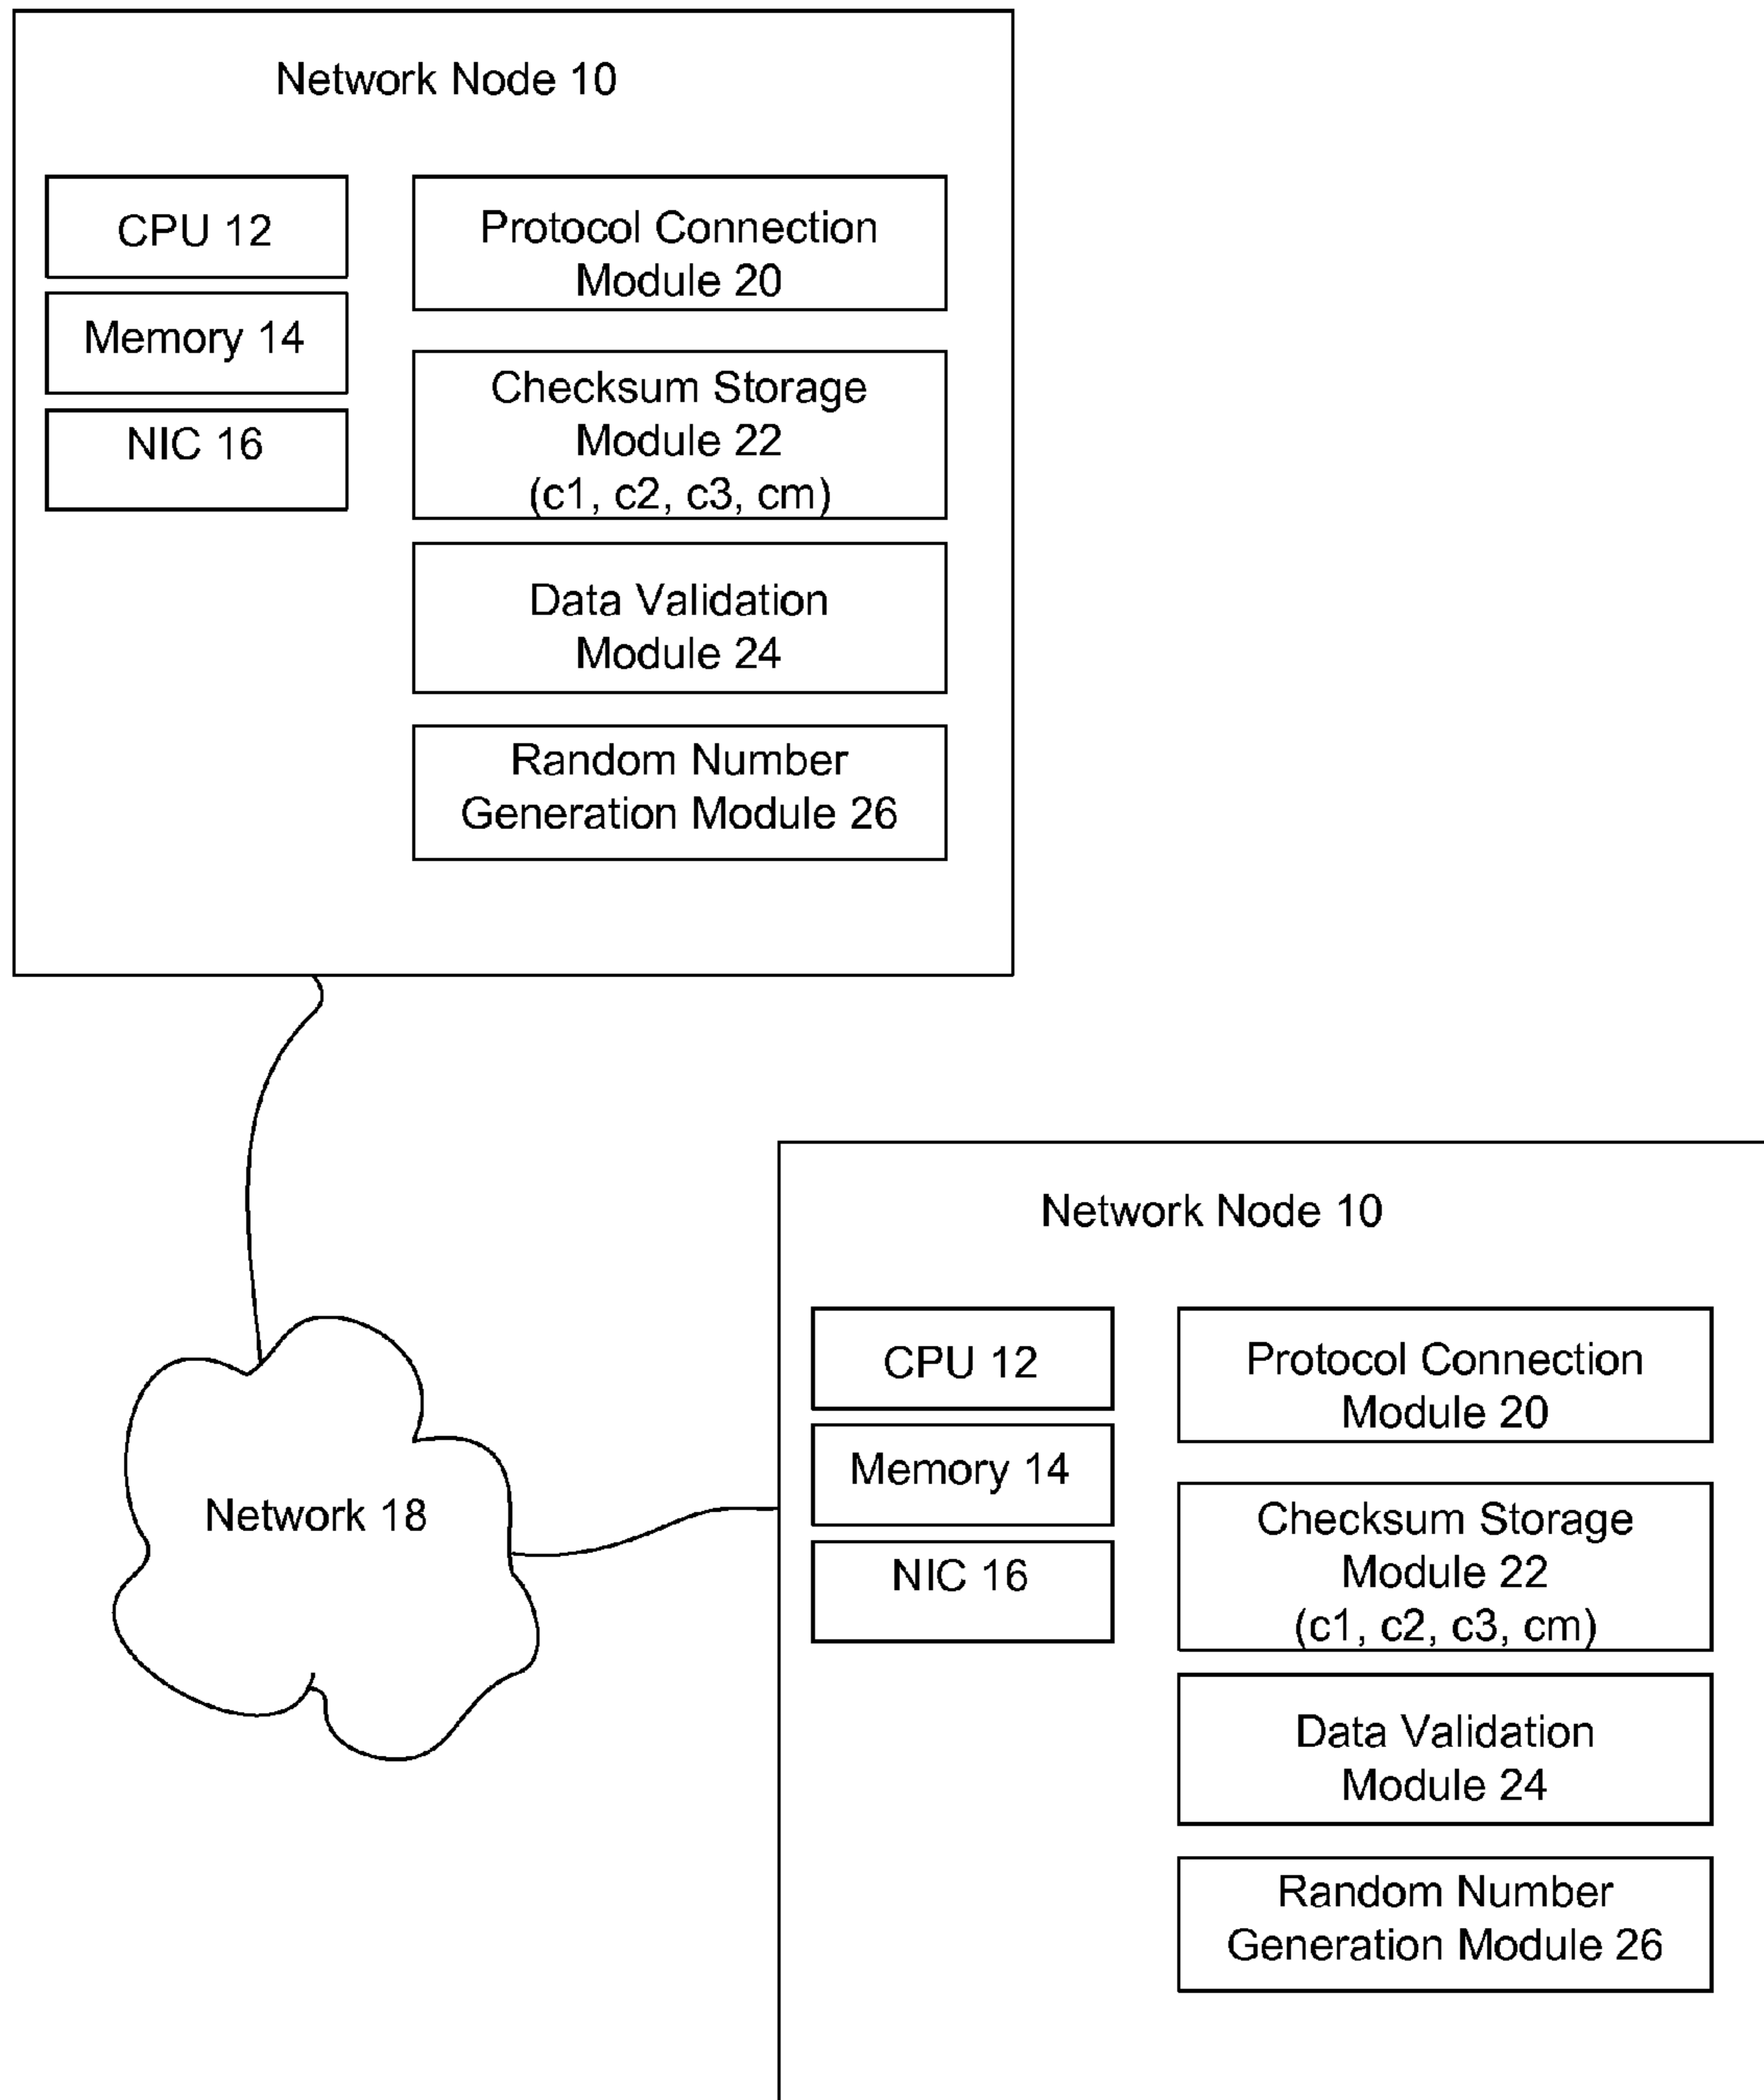 Network Node 10
CPU 12
Memory 14
NIC 16
Protocol Connection
Module 20
Checksum Storage
Module 22
(c1, c2, c3, cm)
Data Validation
Module 24
Random Number
Generation Module 26
Network 18
Network Node 10
CPU 12
Memory 14
NIC 16
Protocol Connection
Module 20
Checksum Storage
Module 22
(c1, c2, c3, cm)
Data Validation
Module 24
Random Number
Generation Module 26